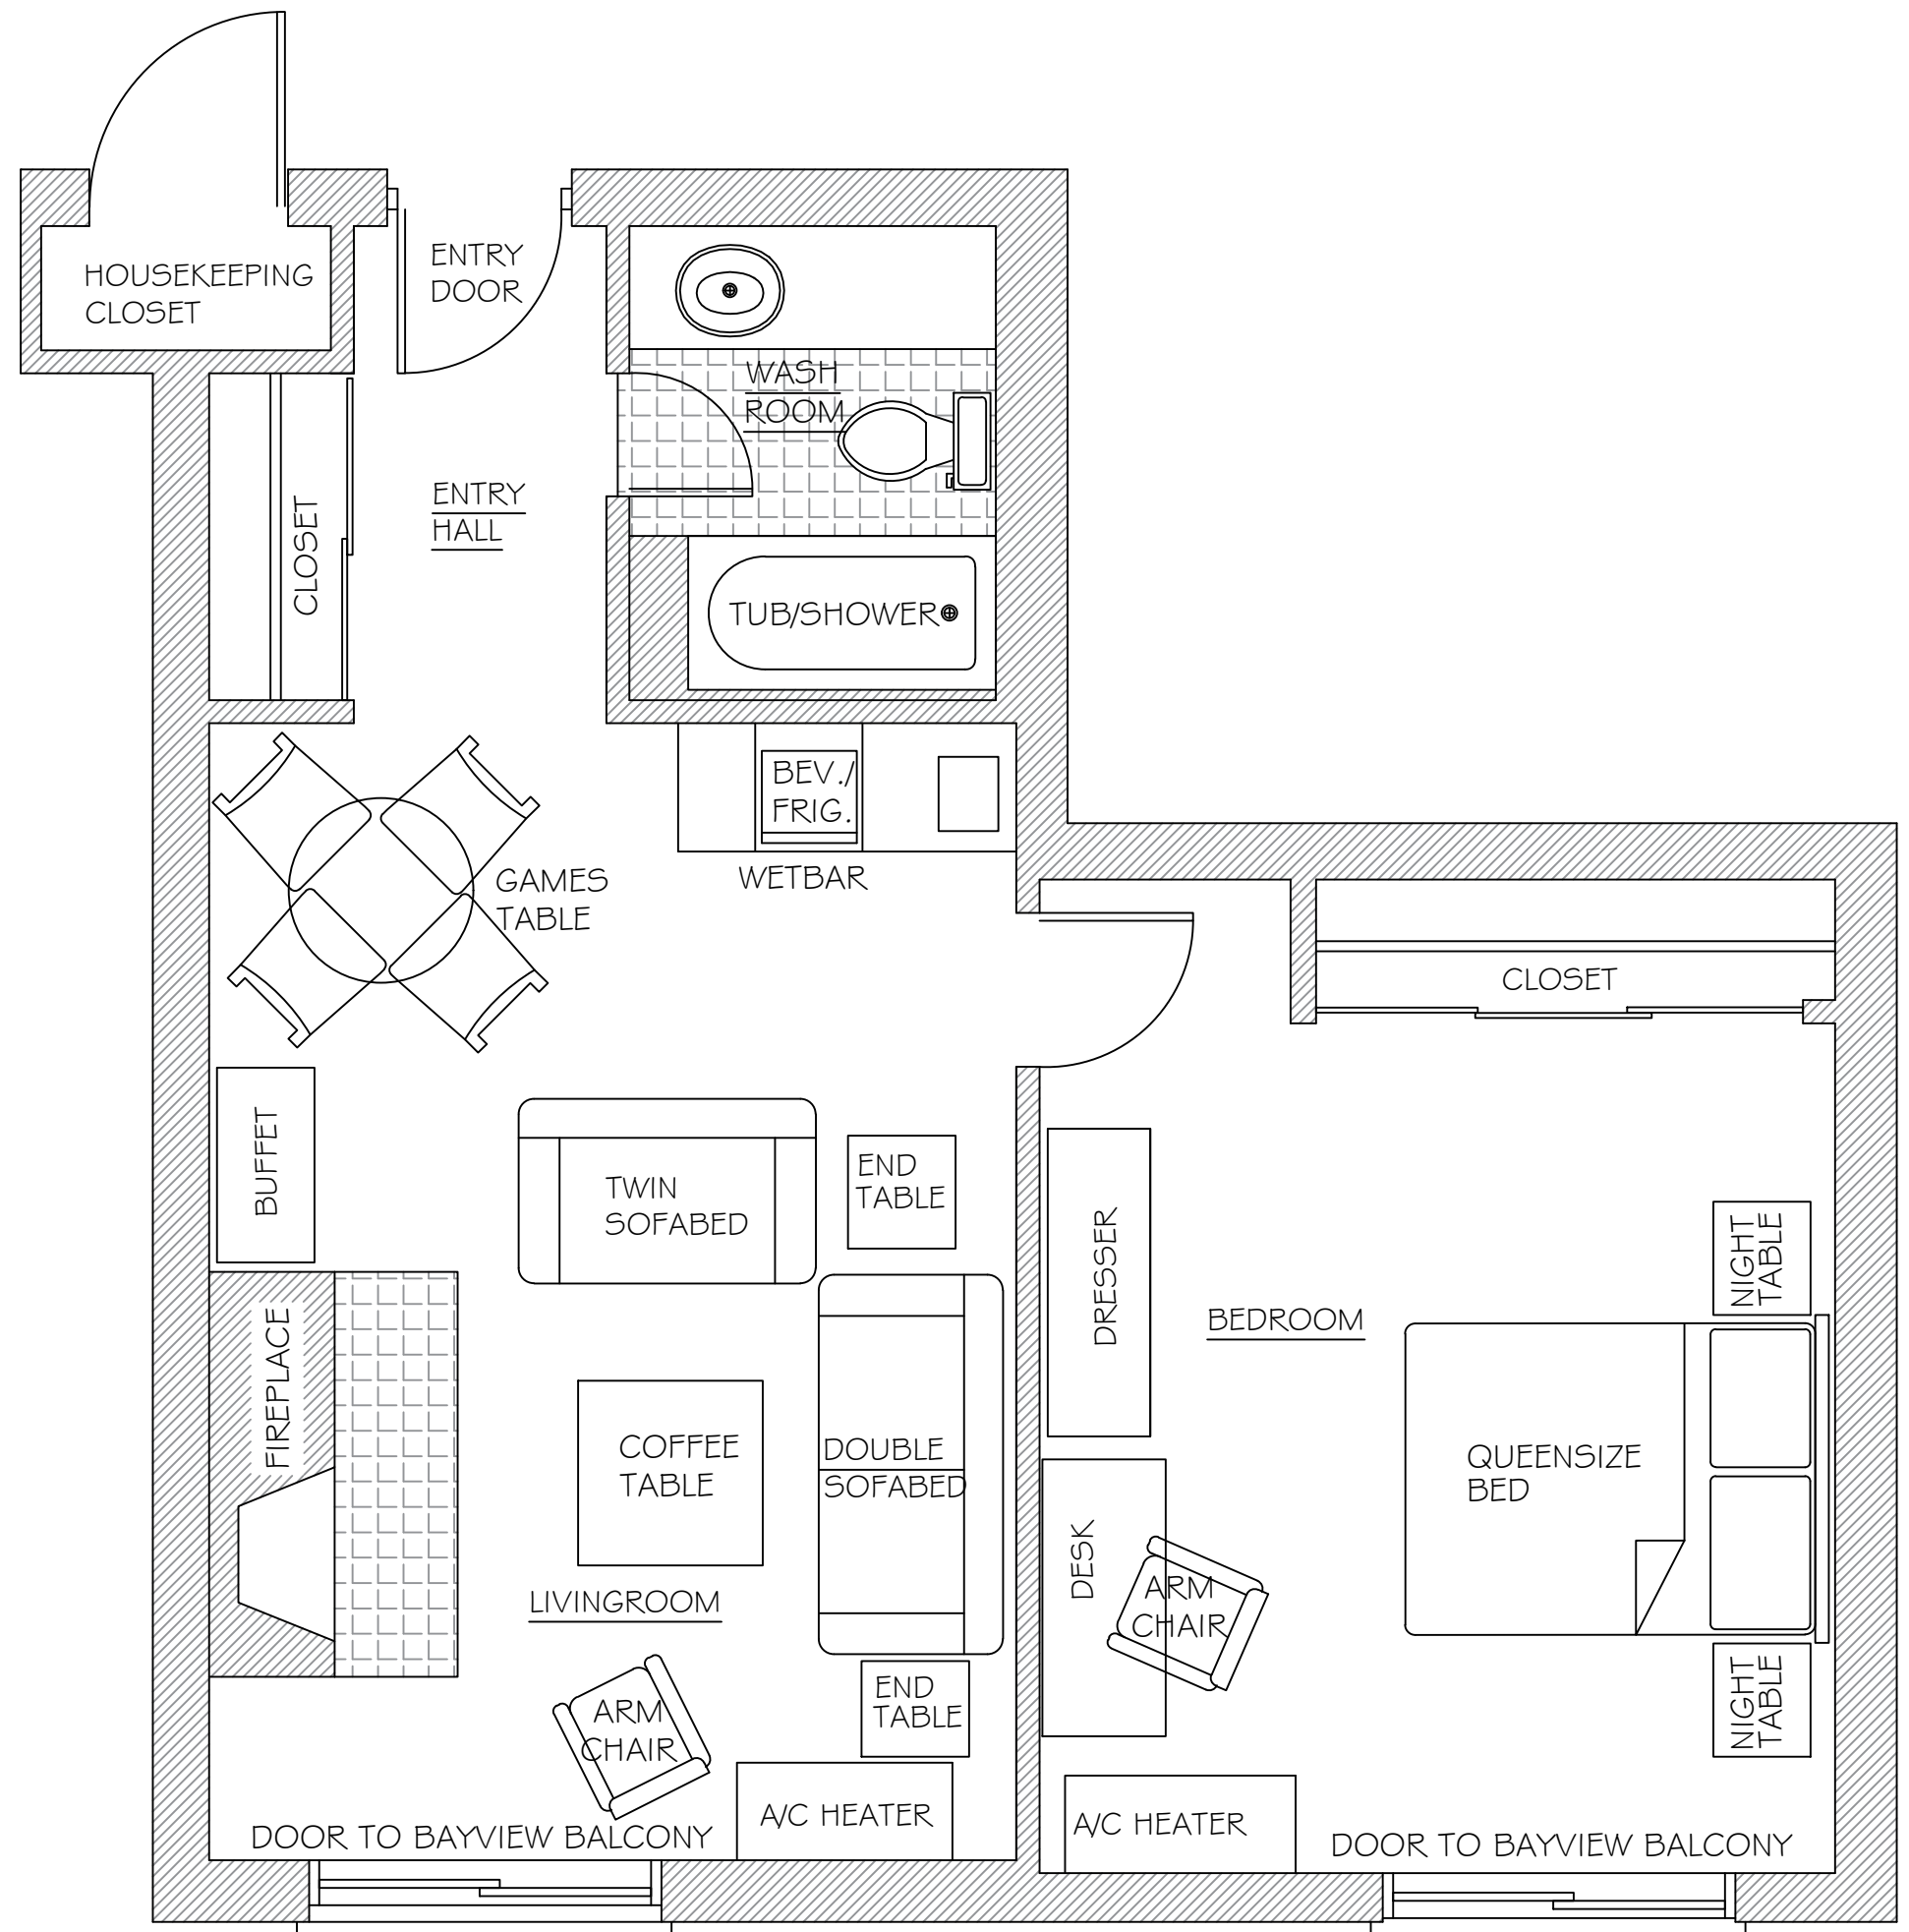 HOUSEKEEPING
CLOSET
ENTRY
DOOR
WASH
ROOM
ENTRY
HALL
CLOSET
TUB/SHOWER
BEV./
FRIG.
WETBAR
GAMES
TABLE
CLOSET
BUFFET
TWIN
SOFABED
END
TABLE
DRESSER
NIGHT
TABLE
BEDROOM
FIREPLACE
COFFEE
TABLE
DOUBLE
SOFABED
QUEENSIZE
BED
DESK
ARM
CHAIR
LIVINGROOM
END
TABLE
NIGHT
TABLE
ARM
CHAIR
A/C HEATER
A/C HEATER
DOOR TO BAYVIEW BALCONY
DOOR TO BAYVIEW BALCONY